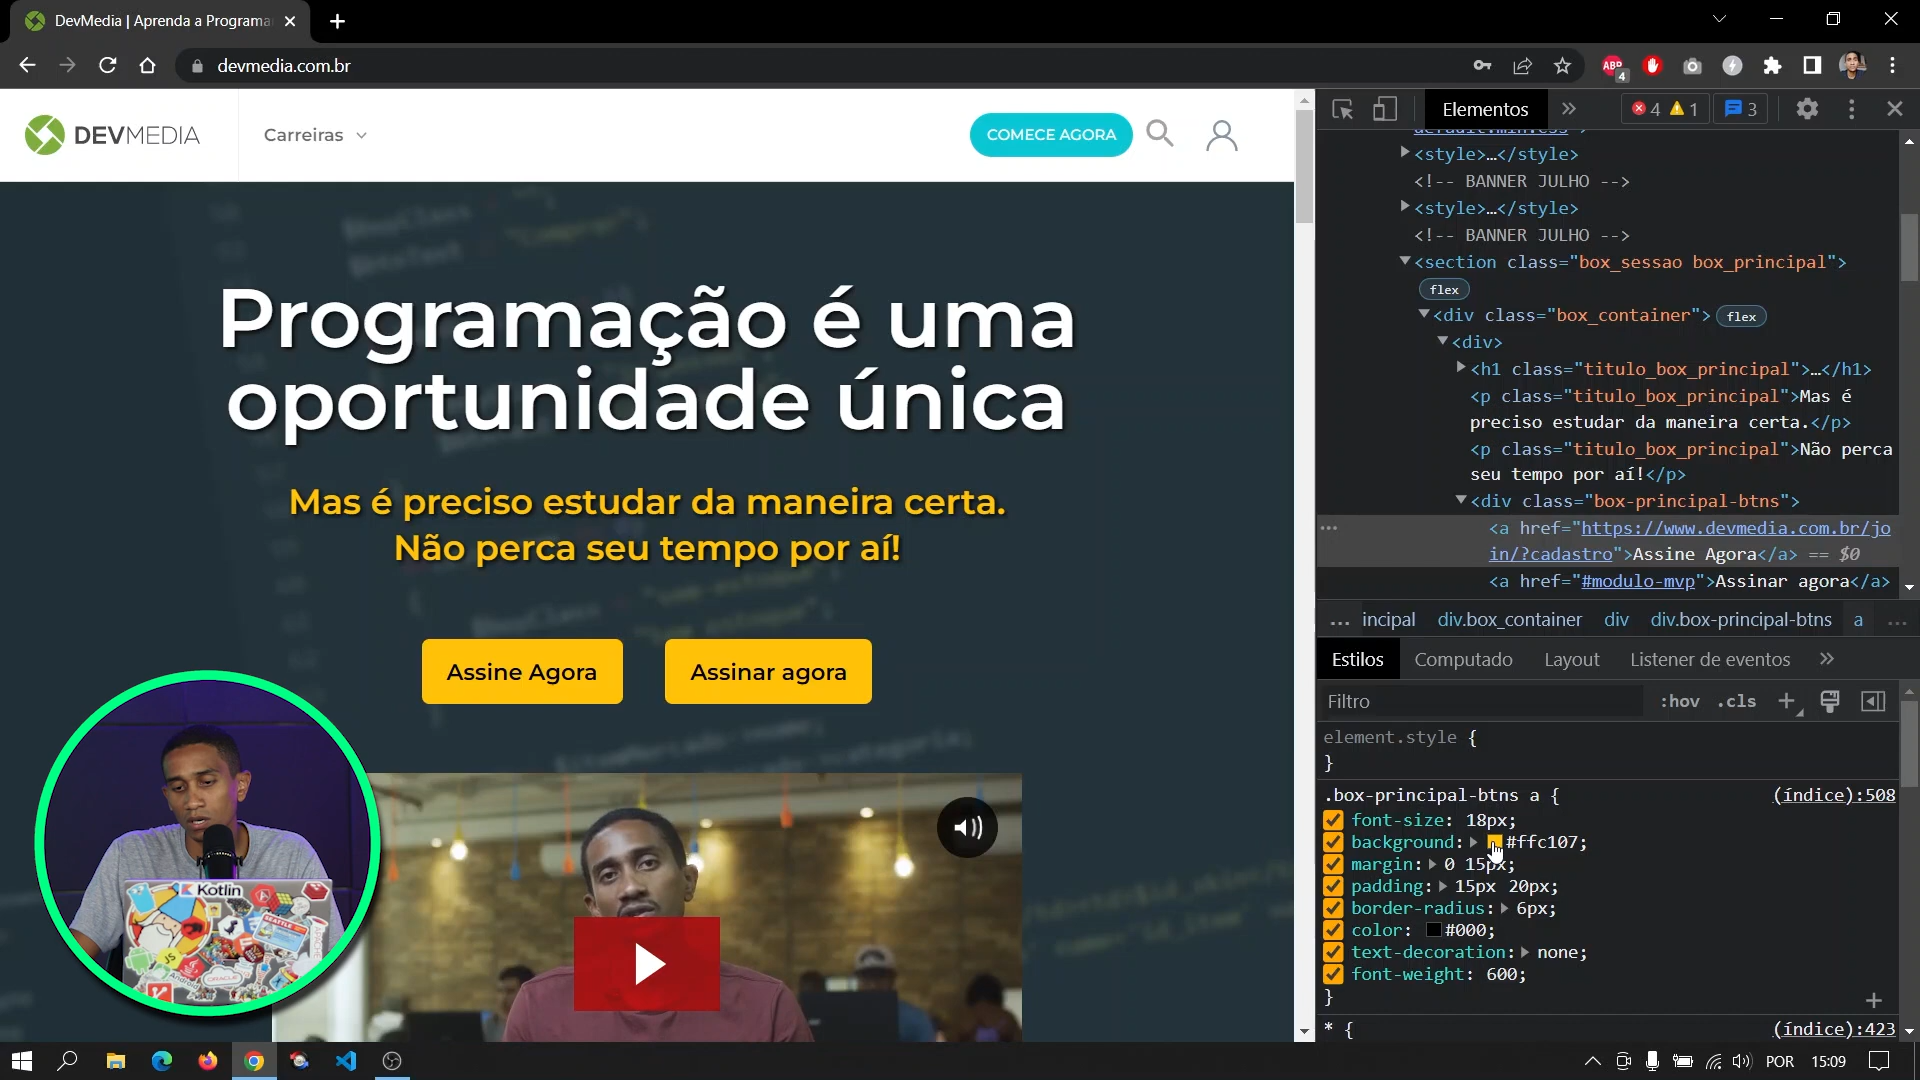 DevMedia | Aprenda a Programa
devmedia.com.br
ABP
4
DEVMEDIA
Carreiras
COMECE AGORA
Programação é uma
oportunidade única
Mas é preciso estudar da maneira certa.
Não perca seu tempo por aí!
Assine Agora
Assinar agora
Kotlin
JS
ORACLE
Elementos
4
1
3
default.min.css
<style>…</style>
<!-- BANNER JULHO -->
<style>…</style>
<!-- BANNER JULHO -->
<section class="box_sessao box_principal">
flex
<div class="box_container">
flex
<div>
<h1 class="titulo_box_principal">…</h1>
<p class="titulo_box_principal">Mas é
preciso estudar da maneira certa.</p>
<p class="titulo_box_principal">Não perca
seu tempo por aí!</p>
<div class="box-principal-btns">
<a href="https://www.devmedia.com.br/jo
in/?cadastro">Assine Agora</a> == $0
<a href="#modulo-mvp">Assinar agora</a>
... incipal div.box_container div div.box-principal-btns a ...
Estilos Computado Layout Listener de eventos
Filtro :hov .cls
element.style {
}
.box-principal-btns a { (índice):508
font-size: 18px;
background: #ffc107;
margin: 0 15px;
padding: 15px 20px;
border-radius: 6px;
color: #000;
text-decoration: none;
font-weight: 600;
}
* { (índice):423
POR 15:09